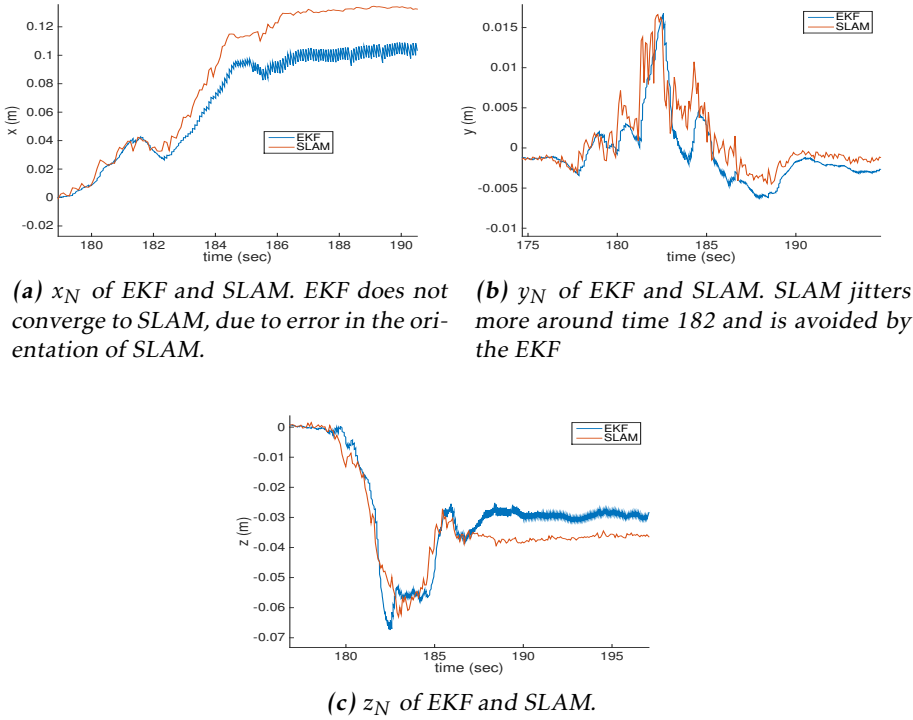 0.12
0.1
0.08
0.06
0.04
0.02
0
-0.02
x (m)
180 182 184 186 188 190
time (sec)
EKF
SLAM
0.015
0.01
0.005
0
-0.005
-0.01
y (m)
175 180 185 190
time (sec)
EKF
SLAM
(a) xN of EKF and SLAM. EKF does not
converge to SLAM, due to error in the ori-
entation of SLAM.
(b) yN of EKF and SLAM. SLAM jitters
more around time 182 and is avoided by
the EKF
0
-0.01
-0.02
-0.03
-0.04
-0.05
-0.06
-0.07
z (m)
180 185 190 195
time (sec)
EKF
SLAM
(c) zN of EKF and SLAM.